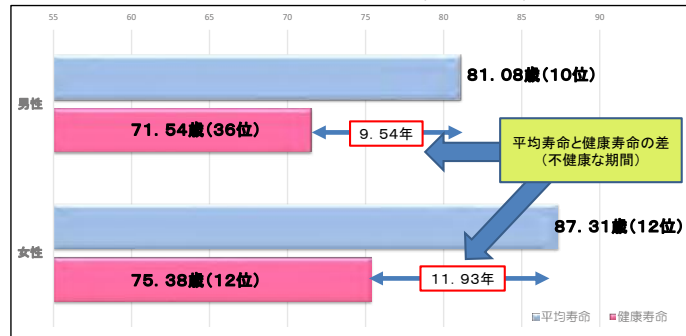 55 60 65 70 75 80 85 90
男性
81.08歳(10位)
71.54歳(36位)
9.54年
平均寿命と健康寿命の差
(不健康な期間)
女性
87.31歳(12位)
75.38歳(12位)
11.93年
平均寿命 健康寿命